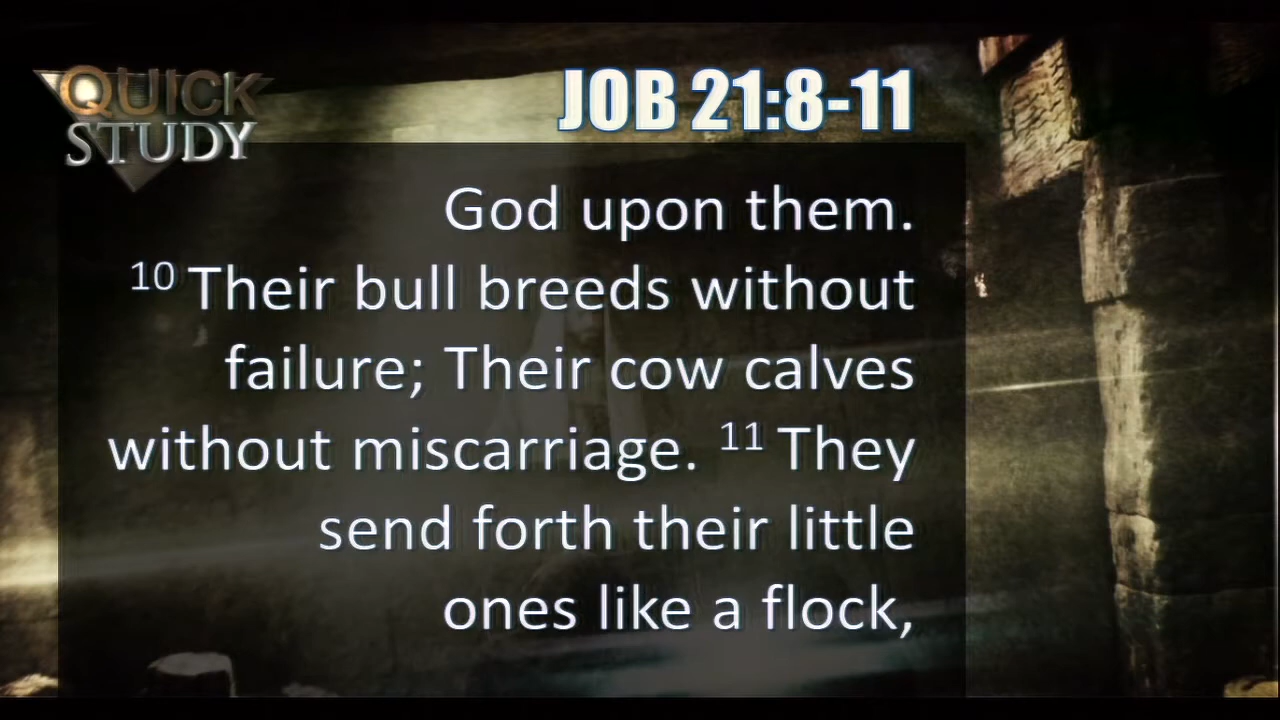 QUICK
STUDY
JOB 21:8-11
God upon them.
10 Their bull breeds without
failure; Their cow calves
without miscarriage. 11 They
send forth their little
ones like a flock,